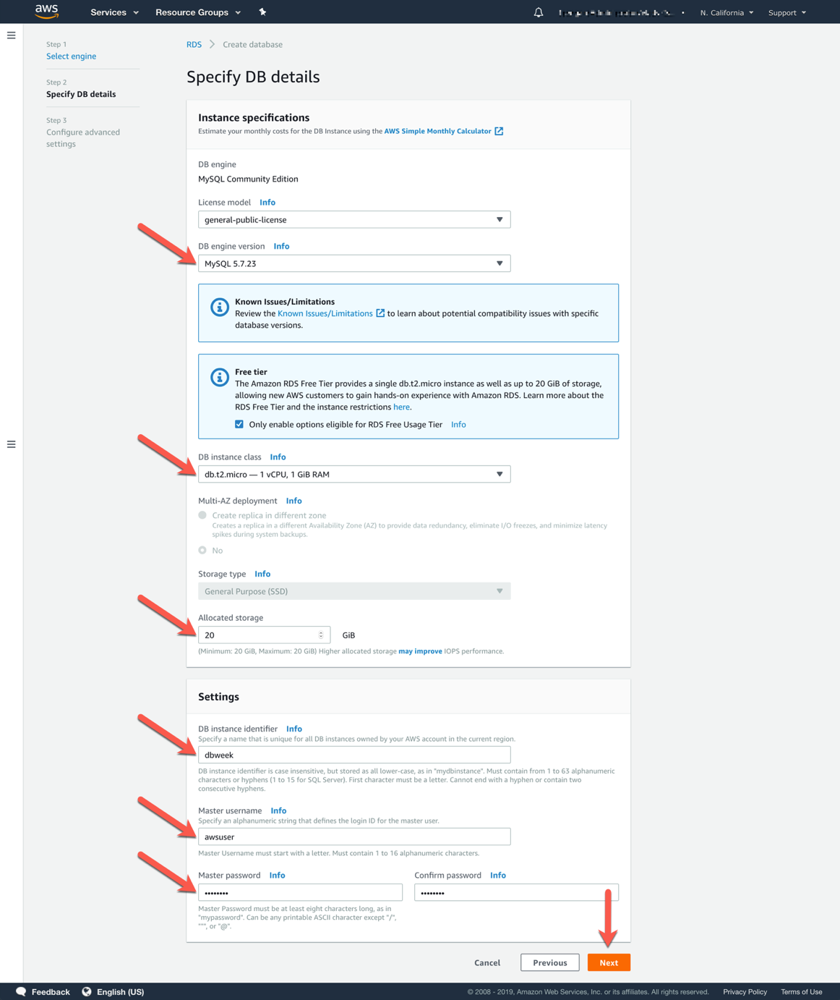 aws
Services
Resource Groups
N. California
Support
Step 1
Select engine
Step 2
Specify DB details
Step 3
Configure advanced
settings
RDS
Create database
Specify DB details
Instance specifications
Estimate your monthly costs for the DB Instance using the AWS Simple Monthly Calculator
DB engine
MySQL Community Edition
License model Info
general-public-license
DB engine version Info
MySQL 5.7.23
Known Issues/Limitations
Review the Known Issues/Limitations to learn about potential compatibility issues with specific
database versions.
Free tier
The Amazon RDS Free Tier provides a single db.t2.micro instance as well as up to 20 GiB of storage,
allowing new AWS customers to gain hands-on experience with Amazon RDS. Learn more about the
RDS Free Tier and the instance restrictions here.
Only enable options eligible for RDS Free Usage Tier Info
DB instance class Info
db.t2.micro — 1 vCPU, 1 GiB RAM
Multi-AZ deployment Info
Create replica in different zone
Creates a replica in a different Availability Zone (AZ) to provide data redundancy, eliminate I/O freezes, and minimize latency
spikes during system backups.
No
Storage type Info
General Purpose (SSD)
Allocated storage
20 GiB
(Minimum: 20 GiB, Maximum: 20 GiB) Higher allocated storage may improve IOPS performance.
Settings
DB instance identifier Info
Specify a name that is unique for all DB instances owned by your AWS account in the current region.
dbweek
DB instance identifier is case insensitive, but stored as all lower-case, as in "mydbinstance". Must contain from 1 to 63 alphanumeric
characters or hyphens (1 to 15 for SQL Server). First character must be a letter. Cannot end with a hyphen or contain two
consecutive hyphens.
Master username Info
Specify an alphanumeric string that defines the login ID for the master user.
awsuser
Master Username must start with a letter. Must contain 1 to 16 alphanumeric characters.
Master password Info
Confirm password Info
••••••••
••••••••
Master Password must be at least eight characters long, as in
"mypassword". Can be any printable ASCII character except "/",
""", or "@".
Cancel
Previous
Next
Feedback
English (US)
© 2008 - 2019, Amazon Web Services, Inc. or its affiliates. All rights reserved.
Privacy Policy
Terms of Use